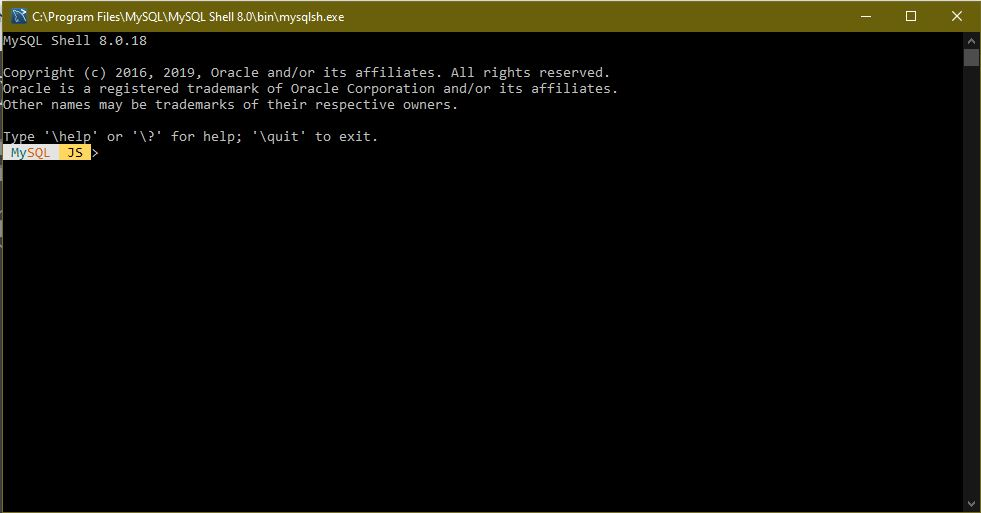 C:\Program Files\MySQL\MySQL Shell 8.0\bin\mysqlsh.exe
MySQL Shell 8.0.18
Copyright (c) 2016, 2019, Oracle and/or its affiliates. All rights reserved.
Oracle is a registered trademark of Oracle Corporation and/or its affiliates.
Other names may be trademarks of their respective owners.
Type '\help' or '\?' for help; '\quit' to exit.
MySQL JS >